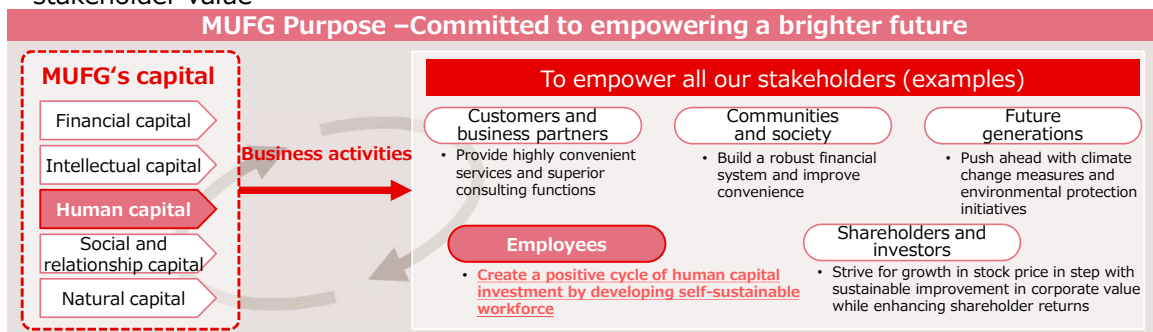 stakeholder value
MUFG Purpose –Committed to empowering a brighter future
MUFG's capital
Financial capital
Intellectual capital
Human capital
Social and
relationship capital
Natural capital
Business activities
To empower all our stakeholders (examples)
Customers and
business partners
• Provide highly convenient
services and superior
consulting functions
Communities
and society
• Build a robust financial
system and improve
convenience
Future
generations
• Push ahead with climate
change measures and
environmental protection
initiatives
Employees
• Create a positive cycle of human capital
investment by developing self-sustainable
workforce
Shareholders and
investors
• Strive for growth in stock price in step with
sustainable improvement in corporate value
while enhancing shareholder returns